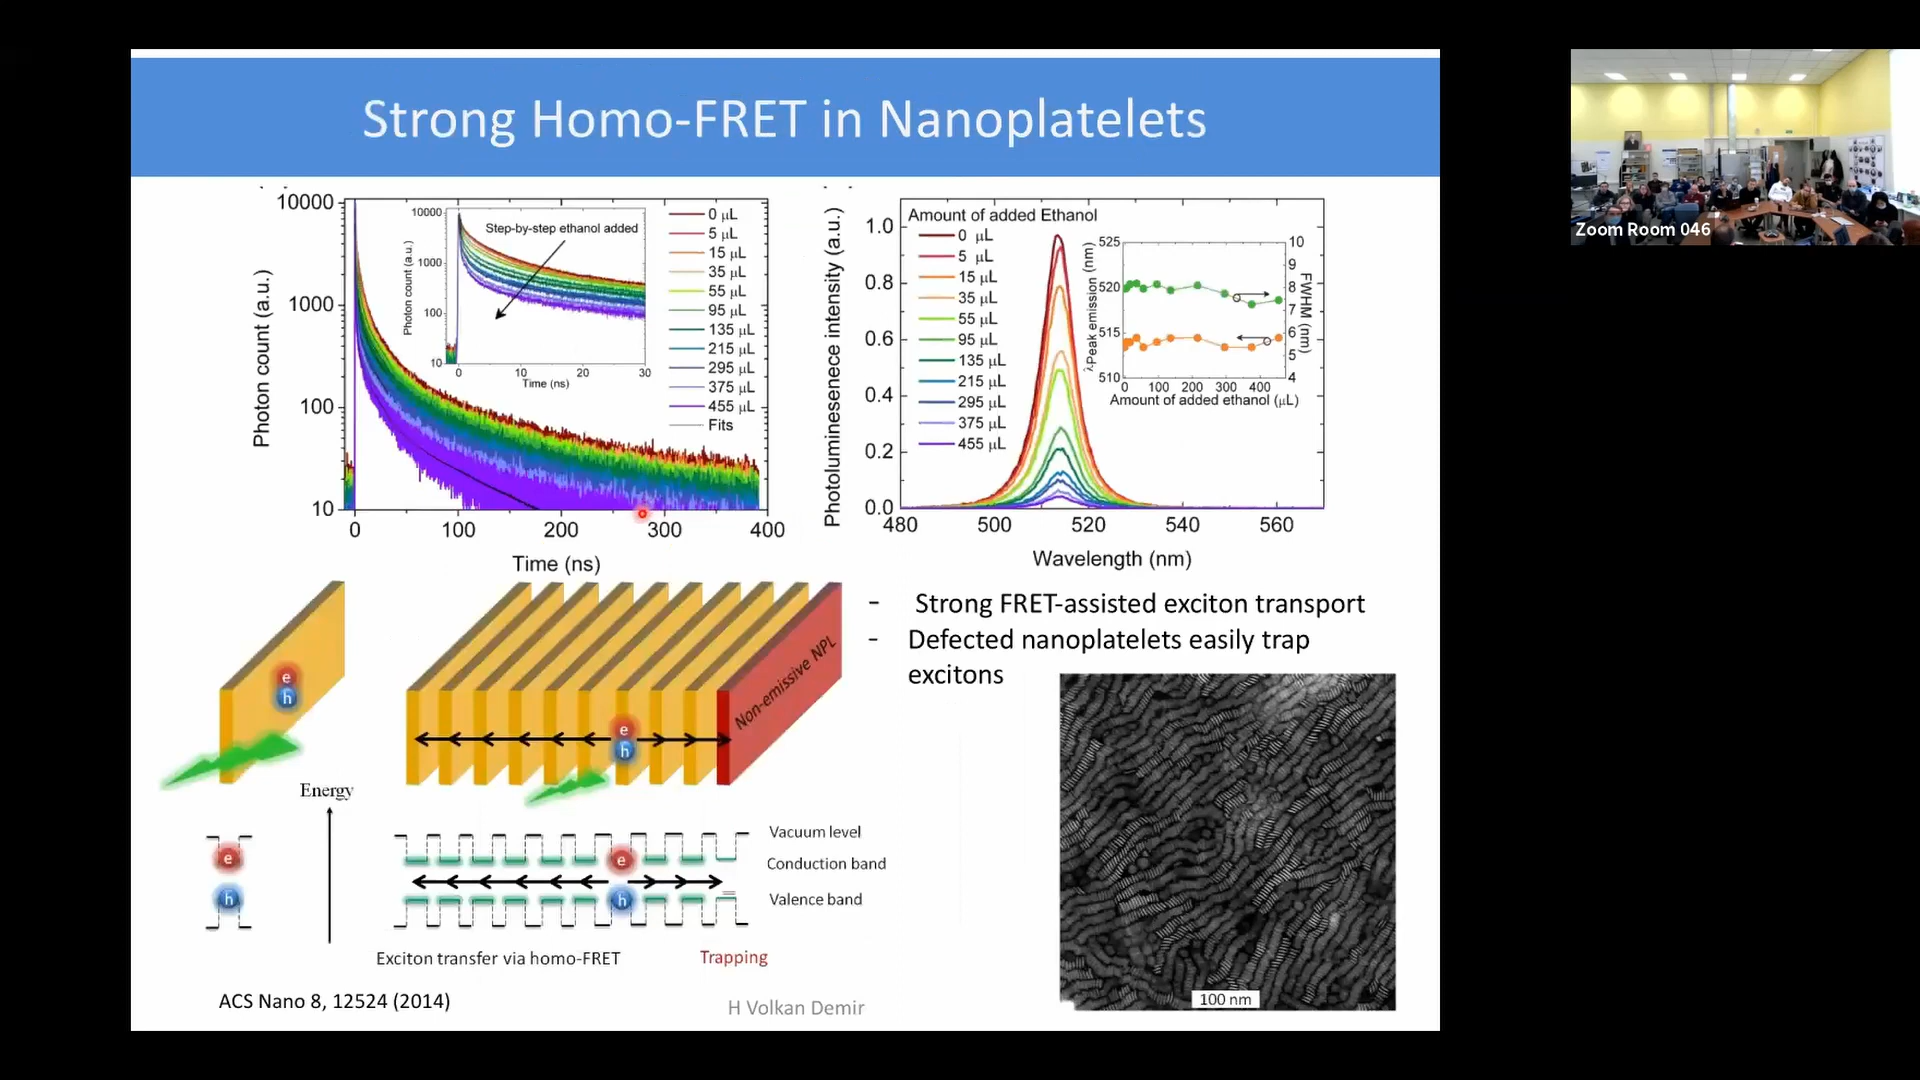 Strong Homo-FRET in Nanoplatelets
Zoom Room 046
Photon count (a.u.)
10000
1000
100
10
0
100
200
300
400
Time (ns)
0 µL
5 µL
15 µL
35 µL
55 µL
95 µL
135 µL
215 µL
295 µL
375 µL
455 µL
Fits
Photon count (a.u.)
10000
1000
100
10
Step-by-step ethanol added
0
10
20
30
Time (ns)
Photoluminesenece intensity (a.u.)
1.0
0.8
0.6
0.4
0.2
0.0
480
500
520
540
560
Wavelength (nm)
Amount of added Ethanol
0 µL
5 µL
15 µL
35 µL
55 µL
95 µL
135 µL
215 µL
295 µL
375 µL
455 µL
λPeak emission (nm)
525
520
515
510
10
9
8
7
6
5
4
FWHM (nm)
0
100
200
300
400
Amount of added ethanol (µL)
- Strong FRET-assisted exciton transport
- Defected nanoplatelets easily trap
excitons
e
h
e
h
Non-emissive NPL
Energy
e
h
e
h
Vacuum level
Conduction band
Valence band
Exciton transfer via homo-FRET
Trapping
100 nm
ACS Nano 8, 12524 (2014)
H Volkan Demir